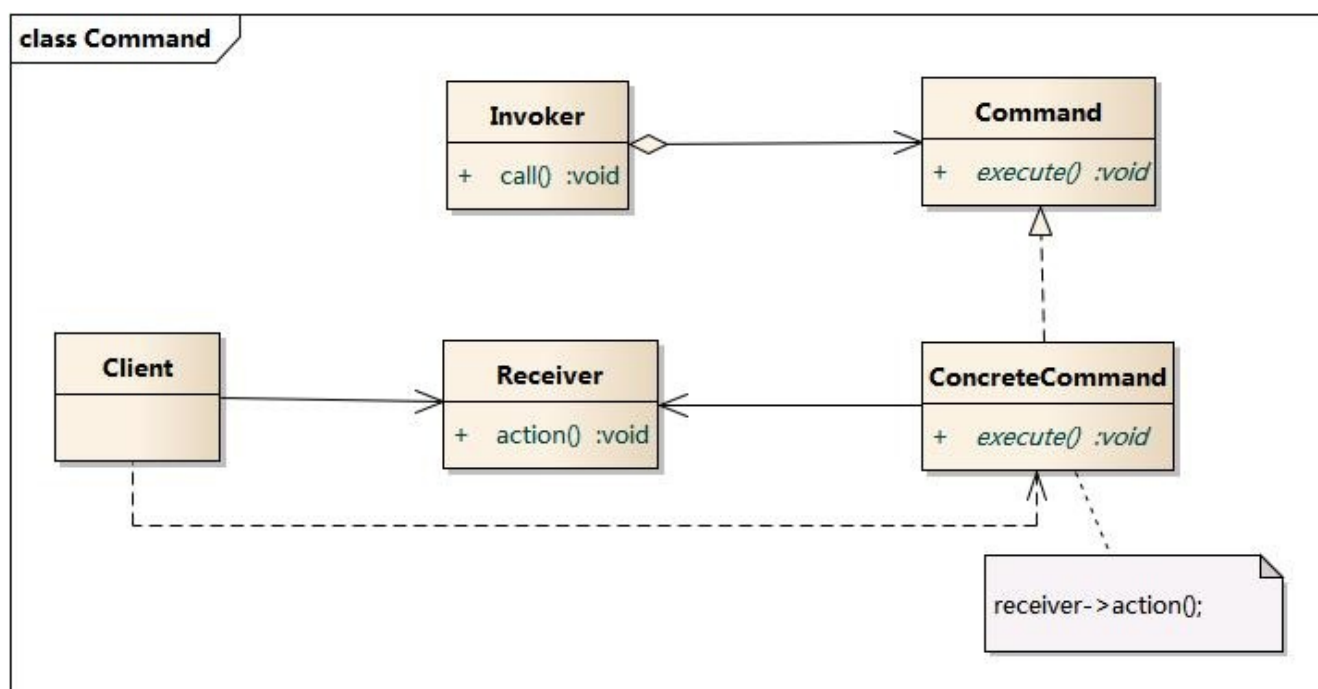 class Command
Invoker
+ call() :void
Command
+ execute() :void
Client
Receiver
+ action() :void
ConcreteCommand
+ execute() :void
receiver->action();